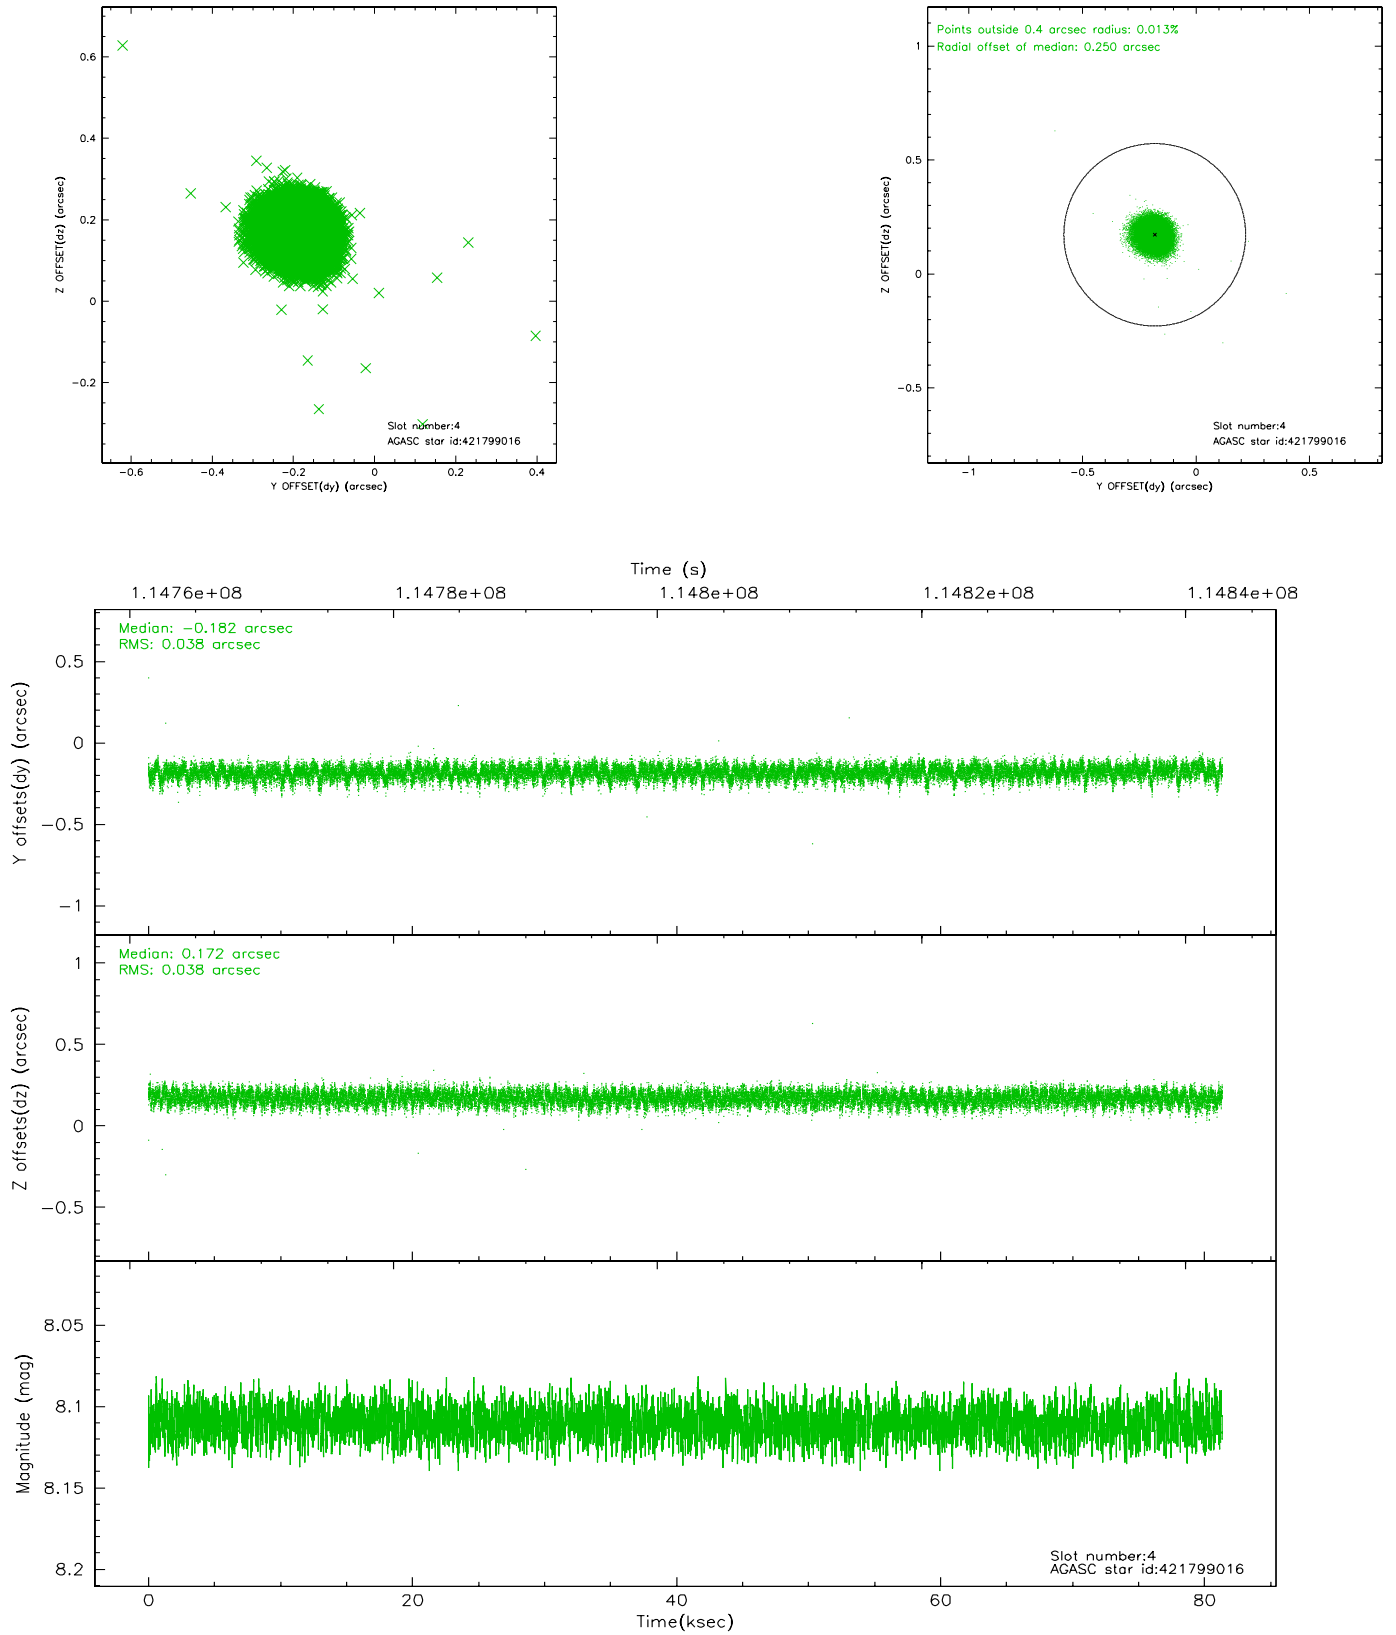 0.6
0.4
0.2
0
−0.2
Z OFFSET(dz) (arcsec)
Slot number:4
AGASC star id:421799016
−0.6 −0.4 −0.2 0 0.2 0.4
Y OFFSET(dy) (arcsec)
Points outside 0.4 arcsec radius: 0.013%
Radial offset of median: 0.250 arcsec
1
0.5
0
−0.5
Z OFFSET(dz) (arcsec)
Slot number:4
AGASC star id:421799016
−1 −0.5 0 0.5
Y OFFSET(dy) (arcsec)
Time (s)
1.1476e+08 1.1478e+08 1.148e+08 1.1482e+08 1.1484e+08
Median: −0.182 arcsec
RMS: 0.038 arcsec
0.5
0
−0.5
−1
Y offsets(dy) (arcsec)
Median: 0.172 arcsec
RMS: 0.038 arcsec
1
0.5
0
−0.5
Z offsets(dz) (arcsec)
8.05
8.1
8.15
8.2
Magnitude (mag)
Slot number:4
AGASC star id:421799016
0 20 40 60 80
Time(ksec)